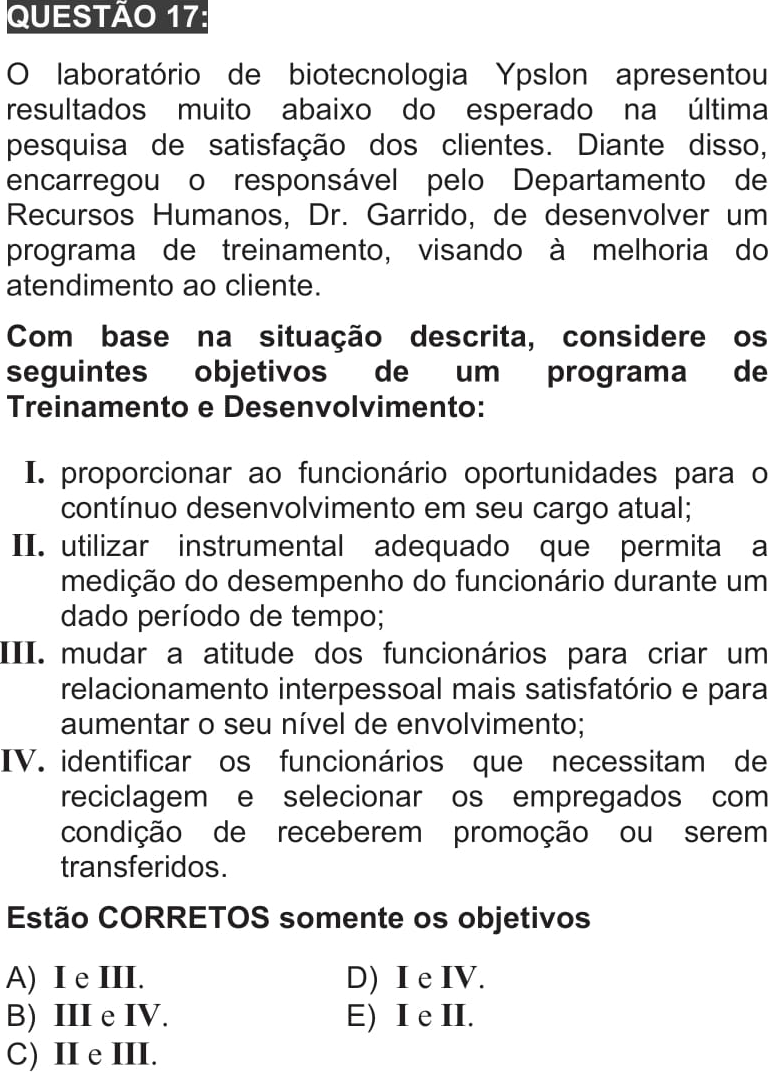 QUESTÃO 17:
O laboratório de biotecnologia Ypslon apresentou
resultados muito abaixo do esperado na última
pesquisa de satisfação dos clientes. Diante disso,
encarregou o responsável pelo Departamento de
Recursos Humanos, Dr. Garrido, de desenvolver um
programa de treinamento, visando à melhoria do
atendimento ao cliente.
Com base na situação descrita, considere os
seguintes objetivos de um programa de
Treinamento e Desenvolvimento:
I. proporcionar ao funcionário oportunidades para o
contínuo desenvolvimento em seu cargo atual;
II. utilizar instrumental adequado que permita a
medição do desempenho do funcionário durante um
dado período de tempo;
III. mudar a atitude dos funcionários para criar um
relacionamento interpessoal mais satisfatório e para
aumentar o seu nível de envolvimento;
IV. identificar os funcionários que necessitam de
reciclagem e selecionar os empregados com
condição de receberem promoção ou serem
transferidos.
Estão CORRETOS somente os objetivos
A) I e III.
B) III e IV.
C) II e III.
D) I e IV.
E) I e II.